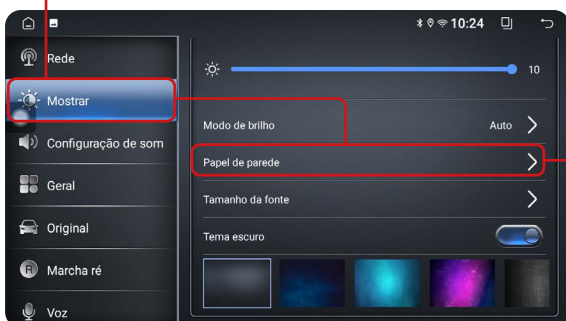 10:24
Rede
10
Mostrar
Modo de brilho
Auto
Configuração de som
Papel de parede
Geral
Tamanho da fonte
Original
Tema escuro
R
Marcha ré
Voz